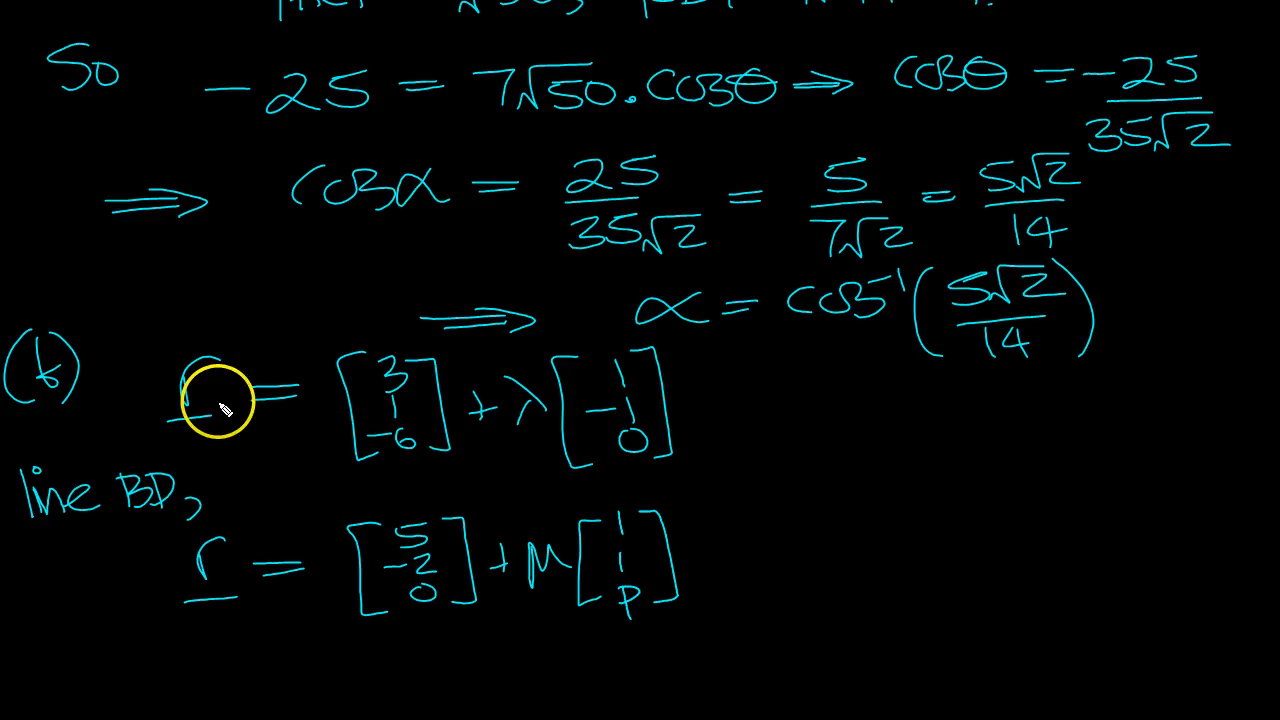 So −25 = 7√50 . cosθ ⟹ cosθ = −25/35√2
⟹ cosα = 25/35√2 = 5/7√2 = 5√2/14
⟹ α = cos⁻¹(5√2/14)
r = [3 1 −6] + λ[1 −1 0]
line BD,
r = [5 −2 0] + μ[1 1 p]